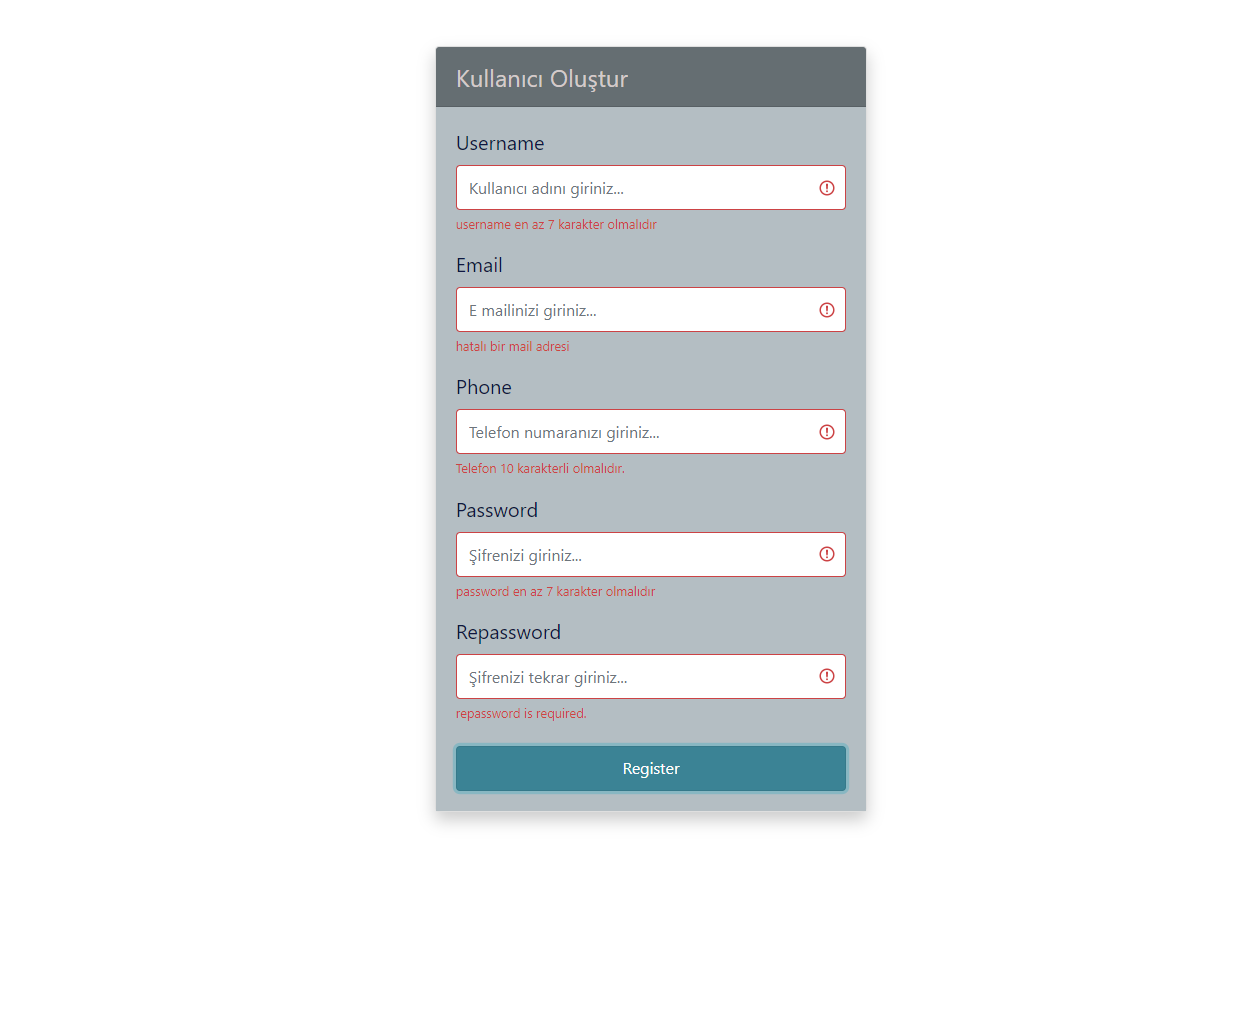 Kullanıcı Oluştur
Username
Kullanıcı adını giriniz...
username en az 7 karakter olmalıdır
Email
E mailinizi giriniz...
hatalı bir mail adresi
Phone
Telefon numaranızı giriniz...
Telefon 10 karakterli olmalıdır.
Password
Şifrenizi giriniz...
password en az 7 karakter olmalıdır
Repassword
Şifrenizi tekrar giriniz...
repassword is required.
Register